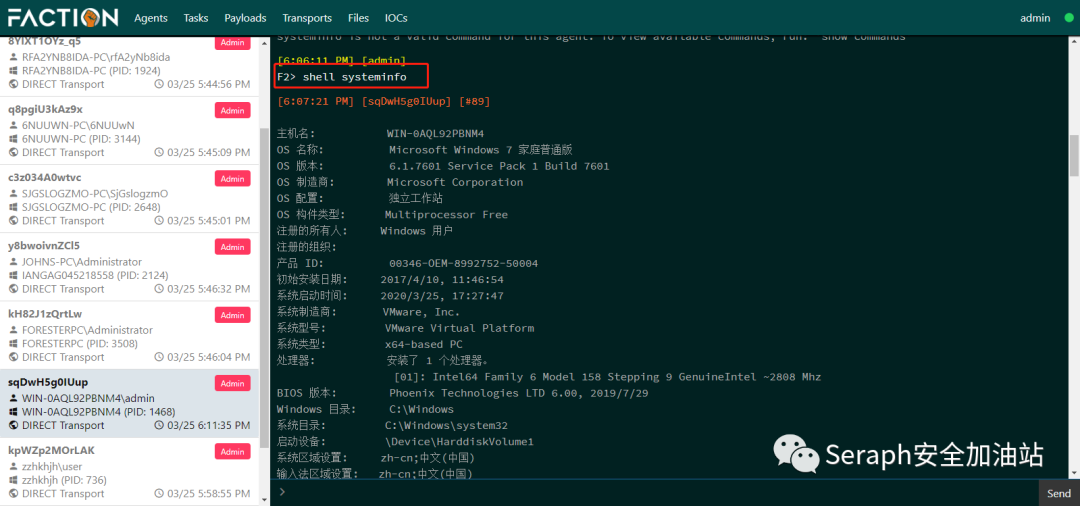 FACTION Agents Tasks Payloads Transports Files IOCs admin
8YIXT1OYz_q5 Admin
RFA2YNB8IDA-PC\rfA2yNb8ida
RFA2YNB8IDA-PC (PID: 1924)
DIRECT Transport 03/25 5:44:56 PM
q8pgiU3kAz9x Admin
6NUUWN-PC\6NUUwN
6NUUWN-PC (PID: 3144)
DIRECT Transport 03/25 5:45:09 PM
c3z034A0wtvc Admin
SJGSLOGZMO-PC\SjGslogzmO
SJGSLOGZMO-PC (PID: 2648)
DIRECT Transport 03/25 5:45:01 PM
y8bwoivnZCl5 Admin
JOHNS-PC\Administrator
IANGAG045218558 (PID: 2124)
DIRECT Transport 03/25 5:46:32 PM
kH82J1zQrtLw Admin
FORESTERPC\Administrator
FORESTERPC (PID: 3508)
DIRECT Transport 03/25 5:46:04 PM
sqDwH5g0IUup Admin
WIN-0AQL92PBNM4\admin
WIN-0AQL92PBNM4 (PID: 1468)
DIRECT Transport 03/25 6:11:35 PM
kpWZp2MOrLAK Admin
zzhkhjh\user
zzhkhjh (PID: 736)
DIRECT Transport 03/25 5:58:55 PM
systeminfo is not a valid command for this agent. To view available commands, run: show commands
[6:06:11 PM] [admin]
F2> shell systeminfo
[6:07:21 PM] [sqDwH5g0IUup] [#89]
主机名: WIN-0AQL92PBNM4
OS 名称: Microsoft Windows 7 家庭普通版
OS 版本: 6.1.7601 Service Pack 1 Build 7601
OS 制造商: Microsoft Corporation
OS 配置: 独立工作站
OS 构件类型: Multiprocessor Free
注册的所有人: Windows 用户
注册的组织:
产品 ID: 00346-OEM-8992752-50004
初始安装日期: 2017/4/10, 11:46:54
系统启动时间: 2020/3/25, 17:27:47
系统制造商: VMware, Inc.
系统型号: VMware Virtual Platform
系统类型: x64-based PC
处理器: 安装了 1 个处理器。
[01]: Intel64 Family 6 Model 158 Stepping 9 GenuineIntel ~2808 Mhz
BIOS 版本: Phoenix Technologies LTD 6.00, 2019/7/29
Windows 目录: C:\Windows
系统目录: C:\Windows\system32
启动设备: \Device\HarddiskVolume1
系统区域设置: zh-cn;中文(中国)
输入法区域设置: zh-cn;中文(中国)
Seraph安全加油站
Send